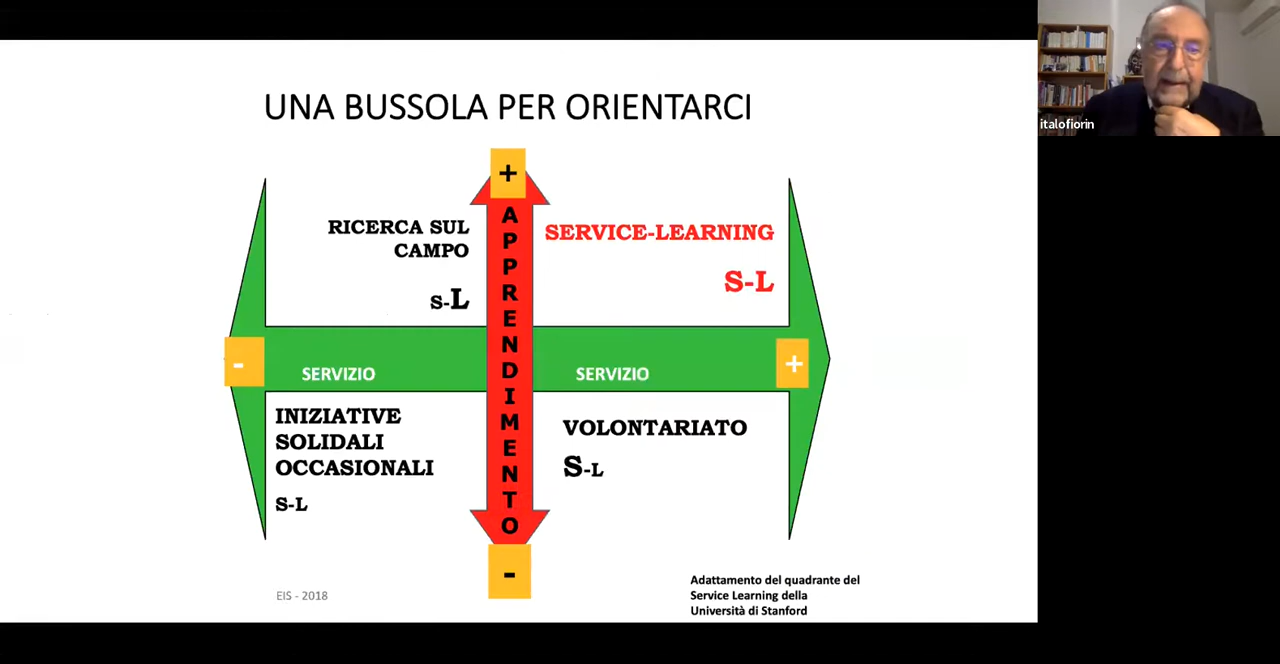 UNA BUSSOLA PER ORIENTARCI
italofiorin
+
APPRENDIMENTO
-
RICERCA SUL
CAMPO
S-L
SERVICE-LEARNING
S-L
-
SERVIZIO
SERVIZIO
+
INIZIATIVE
SOLIDALI
OCCASIONALI
S-L
VOLONTARIATO
S-L
EIS - 2018
Adattamento del quadrante del
Service Learning della
Università di Stanford